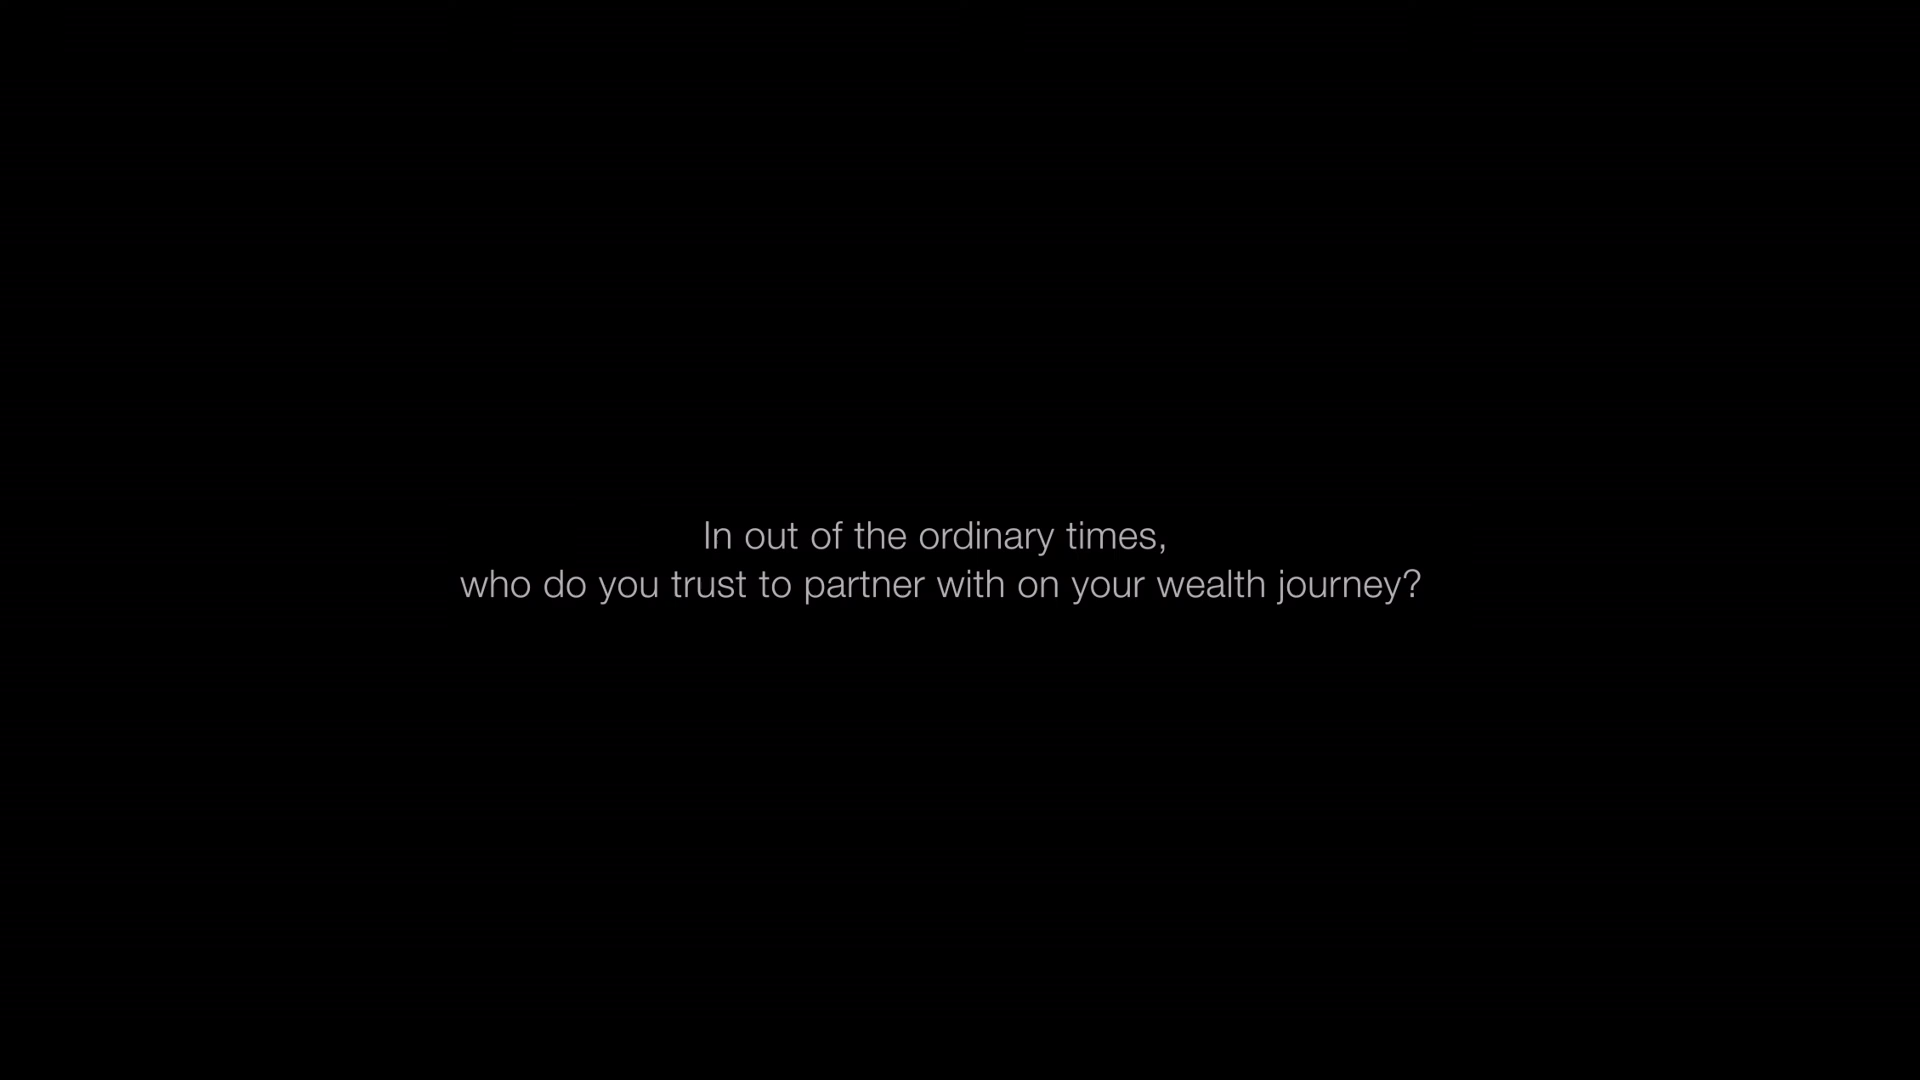 In out of the ordinary times,
who do you trust to partner with on your wealth journey?